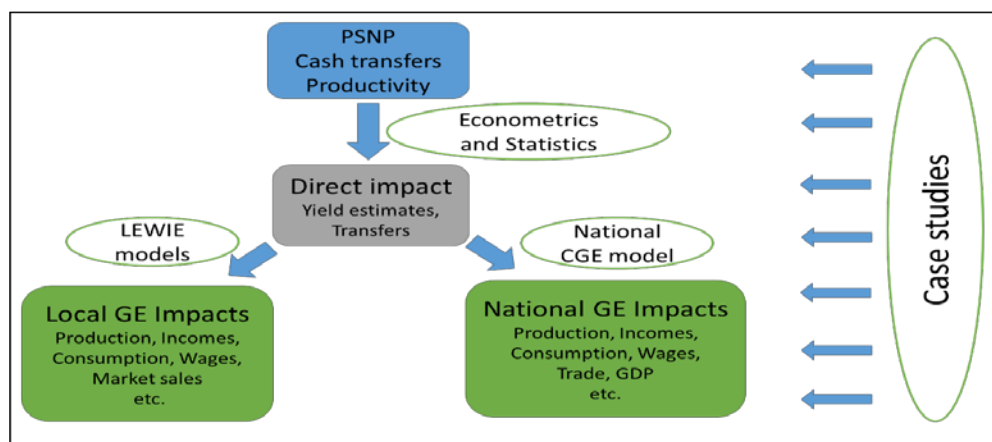 PSNP
Cash transfers
Productivity
Econometrics
and Statistics
Direct impact
Yield estimates,
Transfers
LEWIE
models
National
CGE model
Local GE Impacts
Production, Incomes,
Consumption, Wages,
Market sales
etc.
National GE Impacts
Production, Incomes,
Consumption, Wages,
Trade, GDP
etc.
Case studies